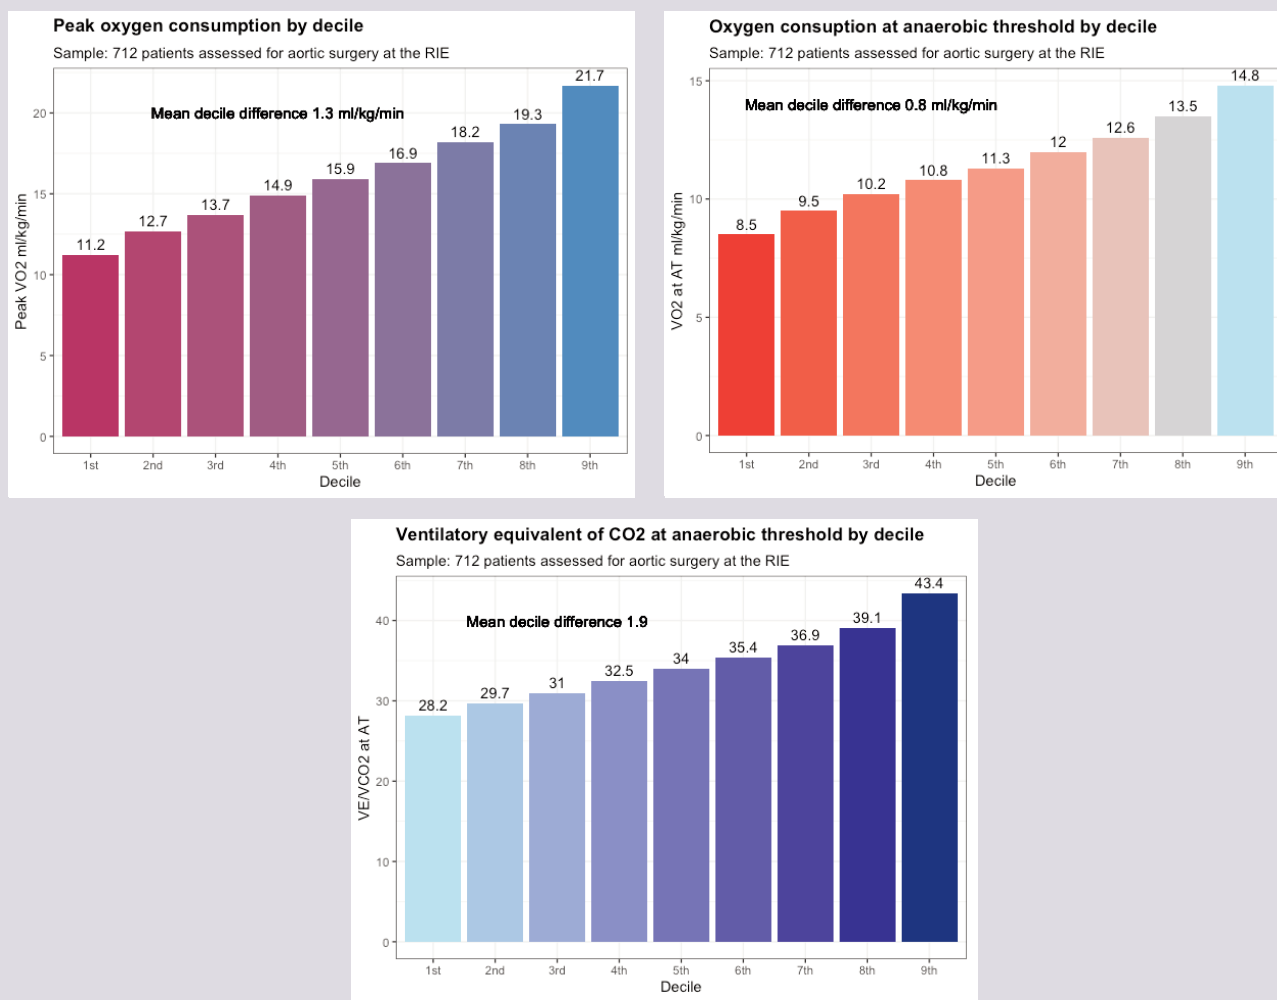 Peak oxygen consumption by decile
Sample: 712 patients assessed for aortic surgery at the RIE
Mean decile difference 1.3 ml/kg/min
Peak VO2 ml/kg/min
20
15
10
5
0
11.2
12.7
13.7
14.9
15.9
16.9
18.2
19.3
21.7
1st 2nd 3rd 4th 5th 6th 7th 8th 9th
Decile
Oxygen consuption at anaerobic threshold by decile
Sample: 712 patients assessed for aortic surgery at the RIE
Mean decile difference 0.8 ml/kg/min
VO2 at AT ml/kg/min
15
10
5
0
8.5
9.5
10.2
10.8
11.3
12
12.6
13.5
14.8
1st 2nd 3rd 4th 5th 6th 7th 8th 9th
Decile
Ventilatory equivalent of CO2 at anaerobic threshold by decile
Sample: 712 patients assessed for aortic surgery at the RIE
Mean decile difference 1.9
VE/VCO2 at AT
40
30
20
10
0
28.2
29.7
31
32.5
34
35.4
36.9
39.1
43.4
1st 2nd 3rd 4th 5th 6th 7th 8th 9th
Decile